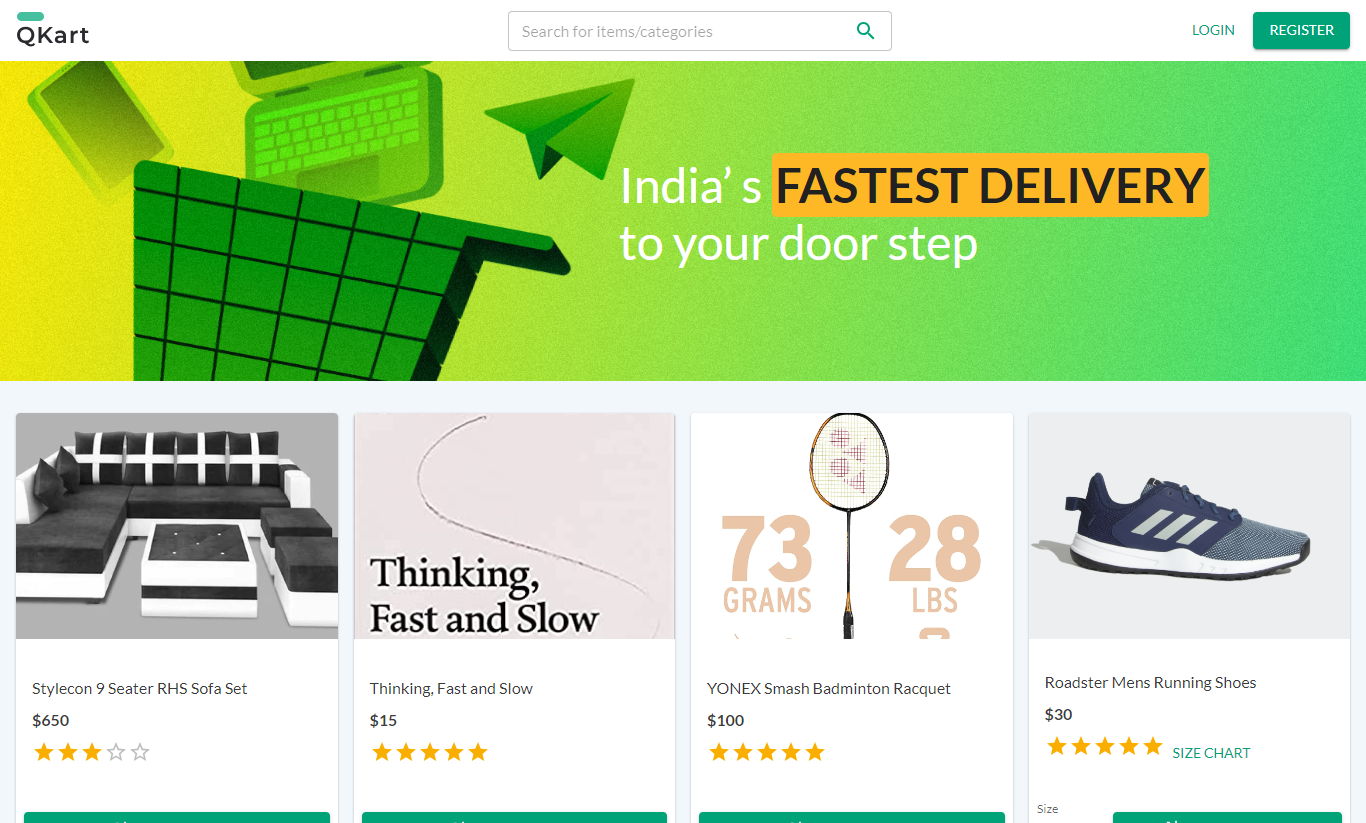 QKart
Search for items/categories
LOGIN
REGISTER
India’ s FASTEST DELIVERY
to your door step
Thinking,
Fast and Slow
73
GRAMS
28
LBS
Stylecon 9 Seater RHS Sofa Set
$650
Thinking, Fast and Slow
$15
YONEX Smash Badminton Racquet
$100
Roadster Mens Running Shoes
$30
SIZE CHART
Size